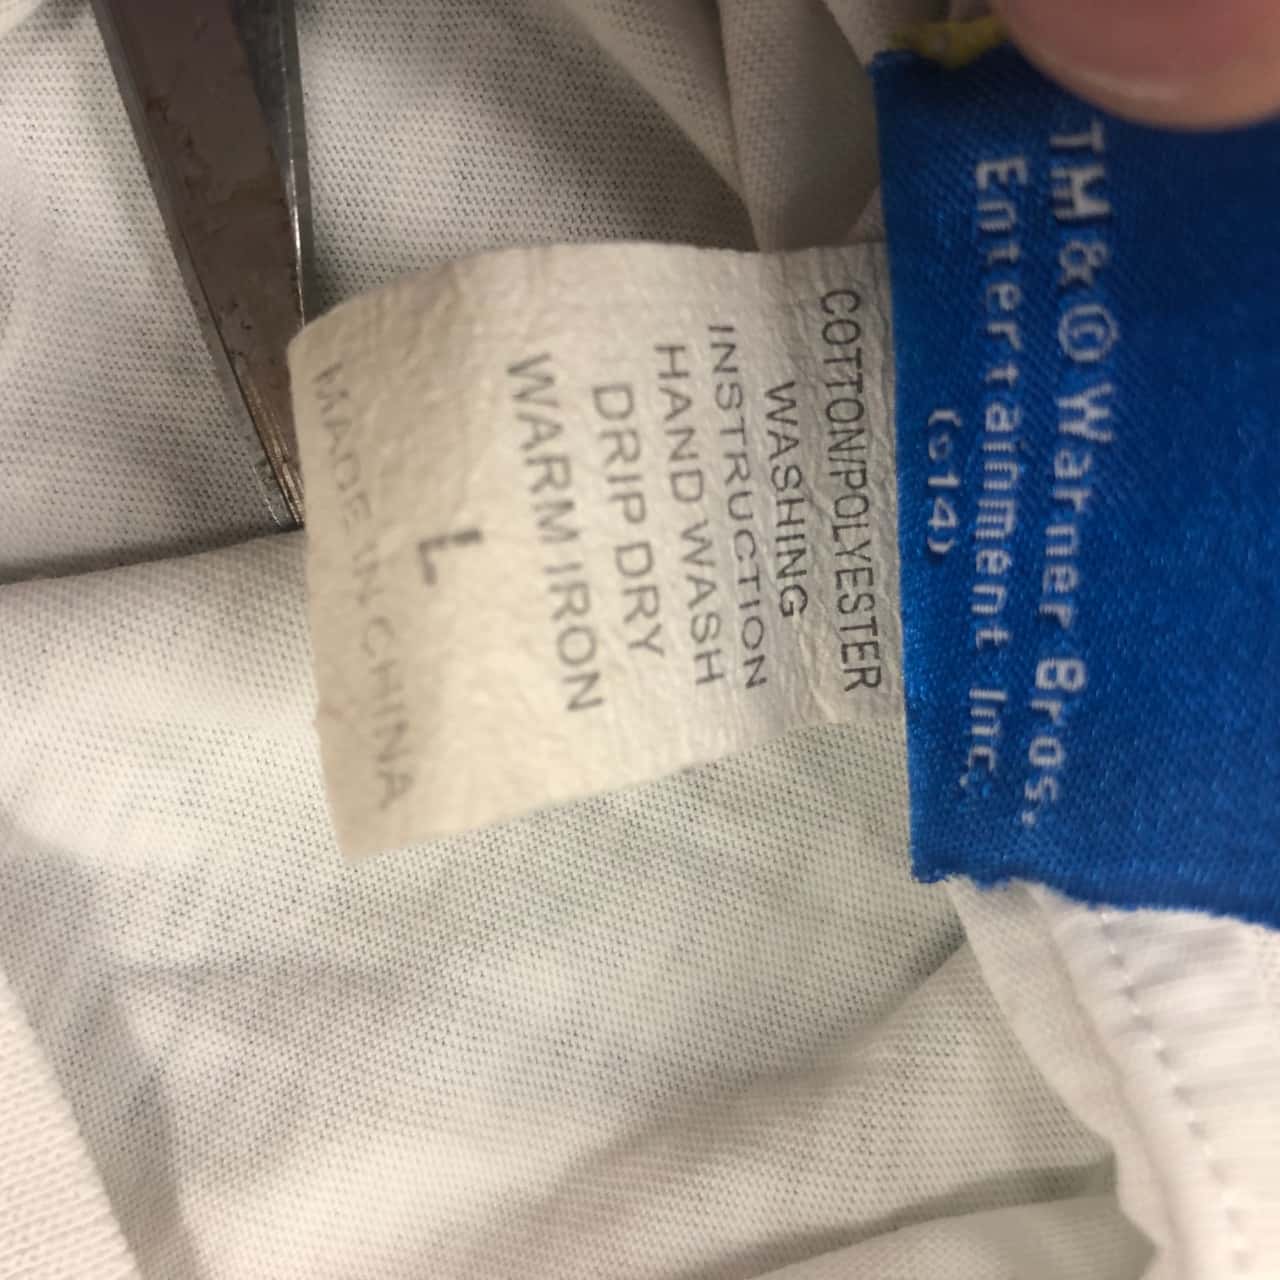 TM & © Warner Bros.
Entertainment Inc.
(s14)
COTTON/POLYESTER
WASHING
INSTRUCTION
HAND WASH
DRIP DRY
WARM IRON
L
MADE IN CHINA